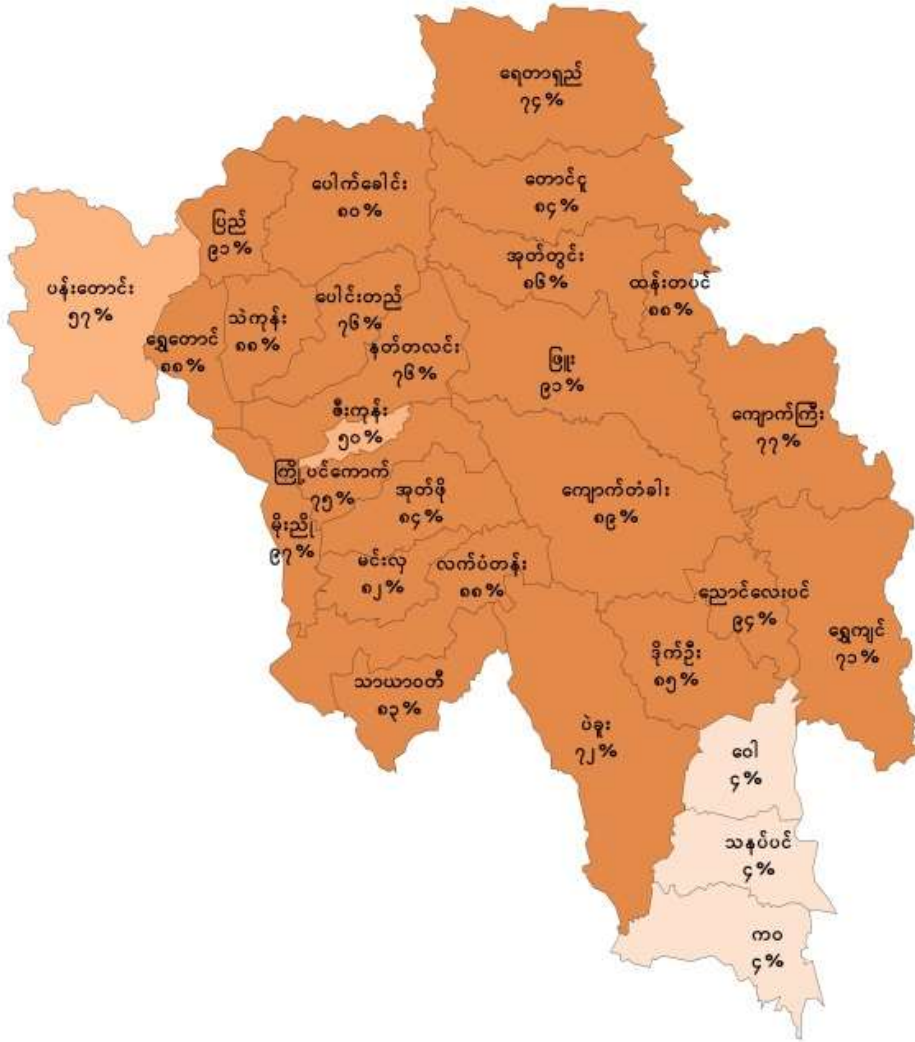 ရေတာရှည်
၇၄%
တောင်ငူ
၈၄%
ပေါက်ခေါင်း
၈၀%
ပြည်
၉၁%
အုတ်တွင်း
၈၆%
ထန်းတပင်
၈၈%
ပန်းတောင်း
၅၇%
ပေါင်းတည်
၇၆%
သဲကုန်း
၈၈%
ရွှေတောင်
၈၈%
နတ်တလင်း
၇၆%
ဖြူး
၉၁%
ကျောက်ကြီး
၇၇%
ဇီးကုန်း
၅၀%
ကြို့ပင်ကောက်
၇၅%
အုတ်ဖို
၈၄%
ကျောက်တံခါး
၈၉%
မိုးညို
၉၇%
မင်းလှ
၈၂%
လက်ပံတန်း
၈၈%
ညောင်လေးပင်
၉၄%
ရွှေကျင်
၇၁%
ဒိုက်ဦး
၈၅%
သာယာဝတီ
၈၃%
ပဲခူး
၇၂%
ဝေါ
၄%
သနပ်ပင်
၄%
ကဝ
၄%